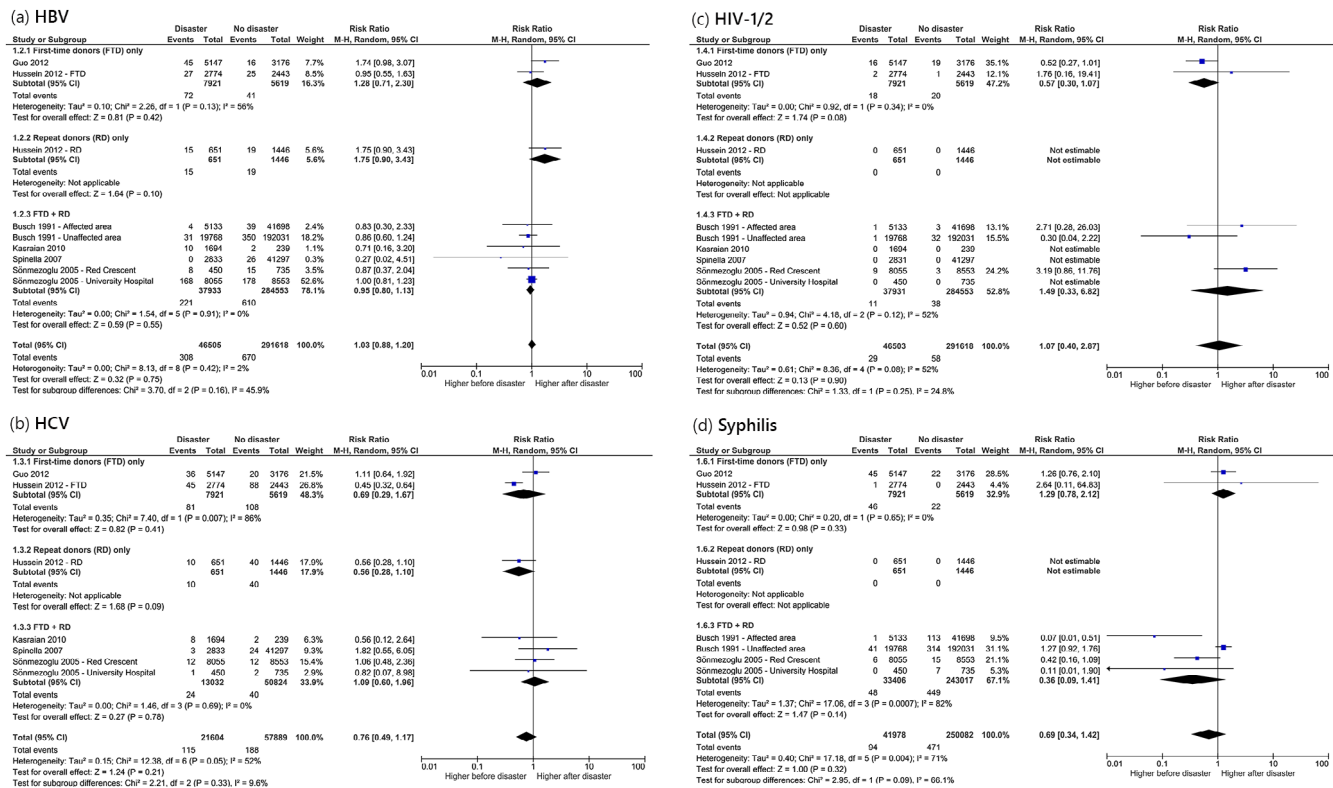 (a) HBV
Disaster No disaster Risk Ratio Risk Ratio
Study or Subgroup Events Total Events Total Weight M-H, Random, 95% CI M-H, Random, 95% CI
1.2.1 First-time donors (FTD) only
Guo 2012 45 5147 16 3176 7.7% 1.74 [0.98, 3.07]
Hussein 2012 - FTD 27 2774 25 2443 8.5% 0.95 [0.55, 1.63]
Subtotal (95% CI) 7921 5619 16.3% 1.28 [0.71, 2.30]
Total events 72 41
Heterogeneity: Tau² = 0.10; Chi² = 2.26, df = 1 (P = 0.13); I² = 56%
Test for overall effect: Z = 0.81 (P = 0.42)
1.2.2 Repeat donors (RD) only
Hussein 2012 - RD 15 651 19 1446 5.6% 1.75 [0.90, 3.43]
Subtotal (95% CI) 651 1446 5.6% 1.75 [0.90, 3.43]
Total events 15 19
Heterogeneity: Not applicable
Test for overall effect: Z = 1.64 (P = 0.10)
1.2.3 FTD + RD
Busch 1991 - Affected area 4 5133 39 41698 2.4% 0.83 [0.30, 2.33]
Busch 1991 - Unaffected area 31 19768 350 192031 18.2% 0.86 [0.60, 1.24]
Kasraian 2010 10 1694 2 239 1.1% 0.71 [0.16, 3.20]
Spinella 2007 0 2833 26 41291 0.3% 0.27 [0.02, 4.51]
Sönmezoglu 2005 - Red Crescent 8 450 15 735 3.5% 0.87 [0.37, 2.04]
Sönmezoglu 2005 - University Hospital 168 8055 178 8553 52.6% 1.00 [0.81, 1.23]
Subtotal (95% CI) 37933 284553 78.1% 0.95 [0.80, 1.13]
Total events 221 610
Heterogeneity: Tau² = 0.00; Chi² = 1.54, df = 5 (P = 0.91); I² = 0%
Test for overall effect: Z = 0.59 (P = 0.55)
Total (95% CI) 46505 291618 100.0% 1.03 [0.88, 1.20]
Total events 308 670
Heterogeneity: Tau² = 0.00; Chi² = 8.13, df = 8 (P = 0.42); I² = 2%
Test for overall effect: Z = 0.32 (P = 0.75)
Test for subgroup differences: Chi² = 3.70, df = 2 (P = 0.16), I² = 45.9%
0.01 0.1 1 10 100
Higher before disaster Higher after disaster
(b) HCV
Disaster No disaster Risk Ratio Risk Ratio
Study or Subgroup Events Total Events Total Weight M-H, Random, 95% CI M-H, Random, 95% CI
1.3.1 First-time donors (FTD) only
Guo 2012 36 5147 20 3176 21.5% 1.11 [0.64, 1.92]
Hussein 2012 - FTD 45 2774 88 2443 26.8% 0.45 [0.32, 0.64]
Subtotal (95% CI) 7921 5619 48.3% 0.69 [0.29, 1.67]
Total events 81 108
Heterogeneity: Tau² = 0.35; Chi² = 7.40, df = 1 (P = 0.007); I² = 86%
Test for overall effect: Z = 0.82 (P = 0.41)
1.3.2 Repeat donors (RD) only
Hussein 2012 - RD 10 651 40 1446 17.9% 0.56 [0.28, 1.10]
Subtotal (95% CI) 651 1446 17.9% 0.56 [0.28, 1.10]
Total events 10 40
Heterogeneity: Not applicable
Test for overall effect: Z = 1.68 (P = 0.09)
1.3.3 FTD + RD
Kasraian 2010 8 1694 2 239 6.3% 0.56 [0.12, 2.64]
Spinella 2007 3 2833 24 41297 9.3% 1.82 [0.55, 6.05]
Sönmezoglu 2005 - Red Crescent 12 8055 12 8553 15.4% 1.06 [0.48, 2.36]
Sönmezoglu 2005 - University Hospital 1 450 2 735 2.9% 0.82 [0.07, 8.98]
Subtotal (95% CI) 13032 50824 33.9% 1.09 [0.60, 1.96]
Total events 24 40
Heterogeneity: Tau² = 0.00; Chi² = 1.46, df = 3 (P = 0.69); I² = 0%
Test for overall effect: Z = 0.27 (P = 0.78)
Total (95% CI) 21604 57889 100.0% 0.76 [0.49, 1.17]
Total events 115 188
Heterogeneity: Tau² = 0.15; Chi² = 12.38, df = 6 (P = 0.05); I² = 52%
Test for overall effect: Z = 1.24 (P = 0.21)
Test for subgroup differences: Chi² = 2.21, df = 2 (P = 0.33), I² = 9.6%
0.01 0.1 1 10 100
Higher before disaster Higher after disaster
(c) HIV-1/2
Disaster No disaster Risk Ratio Risk Ratio
Study or Subgroup Events Total Events Total Weight M-H, Random, 95% CI M-H, Random, 95% CI
1.4.1 First-time donors (FTD) only
Guo 2012 16 5147 19 3176 35.1% 0.52 [0.27, 1.01]
Hussein 2012 - FTD 2 2774 1 2443 12.1% 1.76 [0.16, 19.41]
Subtotal (95% CI) 7921 5619 47.2% 0.57 [0.30, 1.07]
Total events 18 20
Heterogeneity: Tau² = 0.00; Chi² = 0.92, df = 1 (P = 0.34); I² = 0%
Test for overall effect: Z = 1.74 (P = 0.08)
1.4.2 Repeat donors (RD) only
Hussein 2012 - RD 0 651 0 1446 Not estimable
Subtotal (95% CI) 651 1446 Not estimable
Total events 0 0
Heterogeneity: Not applicable
Test for overall effect: Not applicable
1.4.3 FTD + RD
Busch 1991 - Affected area 1 5133 3 41698 13.1% 2.71 [0.28, 26.03]
Busch 1991 - Unaffected area 1 19768 32 192031 15.5% 0.30 [0.04, 2.22]
Kasraian 2010 0 1694 0 239 Not estimable
Spinella 2007 0 2831 0 41297 Not estimable
Sönmezoglu 2005 - Red Crescent 9 8055 3 8553 24.2% 3.19 [0.86, 11.76]
Sönmezoglu 2005 - University Hospital 0 450 0 735 Not estimable
Subtotal (95% CI) 37931 284553 52.8% 1.49 [0.33, 6.82]
Total events 11 38
Heterogeneity: Tau² = 0.94; Chi² = 4.18, df = 2 (P = 0.12); I² = 52%
Test for overall effect: Z = 0.52 (P = 0.60)
Total (95% CI) 46503 291618 100.0% 1.07 [0.40, 2.87]
Total events 29 58
Heterogeneity: Tau² = 0.61; Chi² = 8.36, df = 4 (P = 0.08); I² = 52%
Test for overall effect: Z = 0.13 (P = 0.90)
Test for subgroup differences: Chi² = 1.33, df = 1 (P = 0.25), I² = 24.8%
0.01 0.1 1 10 100
Higher before disaster Higher after disaster
(d) Syphilis
Disaster No disaster Risk Ratio Risk Ratio
Study or Subgroup Events Total Events Total Weight M-H, Random, 95% CI M-H, Random, 95% CI
1.6.1 First-time donors (FTD) only
Guo 2012 45 5147 22 3176 28.5% 1.26 [0.76, 2.10]
Hussein 2012 - FTD 1 2774 0 2443 4.4% 2.64 [0.11, 64.83]
Subtotal (95% CI) 7921 5619 32.9% 1.29 [0.78, 2.12]
Total events 46 22
Heterogeneity: Tau² = 0.00; Chi² = 0.20, df = 1 (P = 0.65); I² = 0%
Test for overall effect: Z = 0.98 (P = 0.33)
1.6.2 Repeat donors (RD) only
Hussein 2012 - RD 0 651 0 1446 Not estimable
Subtotal (95% CI) 651 1446 Not estimable
Total events 0 0
Heterogeneity: Not applicable
Test for overall effect: Not applicable
1.6.3 FTD + RD
Busch 1991 - Affected area 1 5133 113 41698 9.5% 0.07 [0.01, 0.51]
Busch 1991 - Unaffected area 41 19768 314 192031 31.1% 1.27 [0.92, 1.76]
Sönmezoglu 2005 - Red Crescent 6 8055 15 8553 21.1% 0.42 [0.16, 1.09]
Sönmezoglu 2005 - University Hospital 0 450 7 735 5.3% 0.11 [0.01, 1.90]
Subtotal (95% CI) 33406 243017 67.1% 0.36 [0.09, 1.41]
Total events 48 449
Heterogeneity: Tau² = 1.37; Chi² = 17.06, df = 3 (P = 0.0007); I² = 82%
Test for overall effect: Z = 1.47 (P = 0.14)
Total (95% CI) 41978 250082 100.0% 0.69 [0.34, 1.42]
Total events 94 471
Heterogeneity: Tau² = 0.40; Chi² = 17.18, df = 5 (P = 0.004); I² = 71%
Test for overall effect: Z = 1.00 (P = 0.32)
Test for subgroup differences: Chi² = 2.95, df = 1 (P = 0.09), I² = 66.1%
0.01 0.1 1 10 100
Higher before disaster Higher after disaster